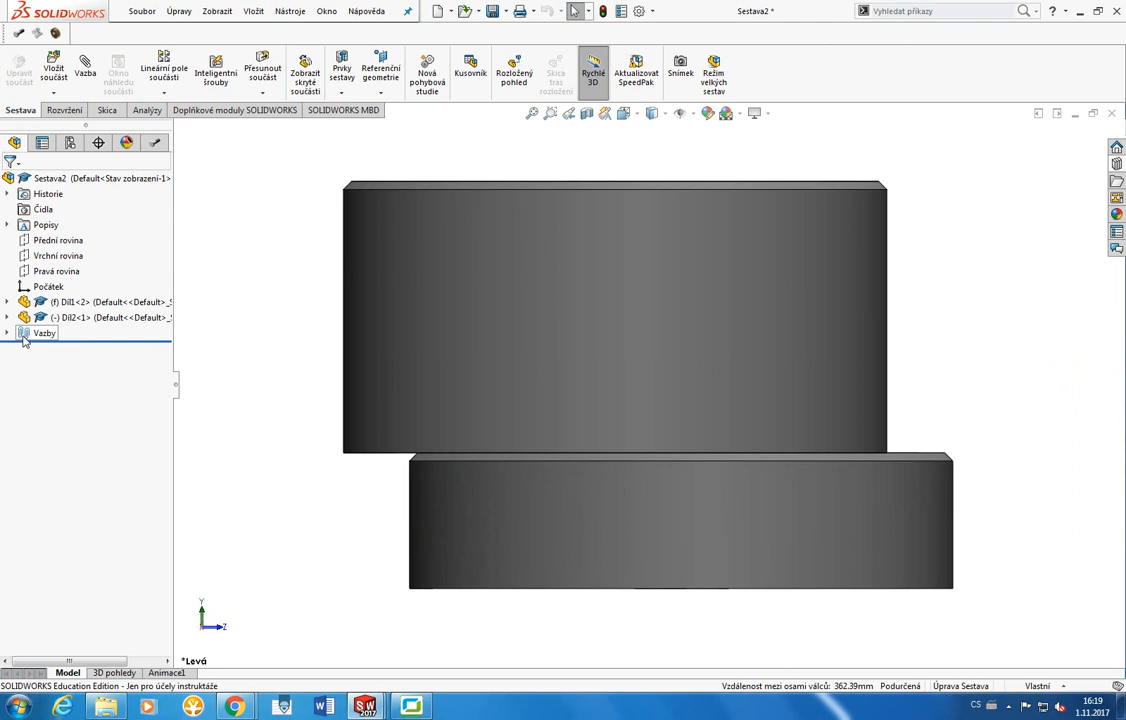 SOLIDWORKS Soubor Úpravy Zobrazit Vložit Nástroje Okno Nápověda Sestava2 * Vyhledat příkazy
Upravit součást Vložit součást Vazba Okno náhledu součásti Lineární pole součásti Inteligentní šrouby Přesunout součást Zobrazit skryté součásti Prvky sestavy Referenční geometrie Nová pohybová studie Kusovník Rozložený pohled Skica tras rozložení Rychlé 3D Aktualizovat SpeedPak Snímek Režim velkých sestav
Sestava Rozvržení Skica Analýzy Doplňkové moduly SOLIDWORKS SOLIDWORKS MBD
Sestava2 (Default<Stav zobrazení-1>
Historie
Čidla
Popisy
Přední rovina
Vrchní rovina
Pravá rovina
Počátek
(f) Díl1<2> (Default<<Default>_S
(-) Díl2<1> (Default<<Default>_S
Vazby
Y
Z
*Levá
Model 3D pohledy Animace1
SOLIDWORKS Education Edition - Jen pro účely instruktáže Vzdálenost mezi osami válců: 362.39mm Podurčená Úprava Sestava Vlastní
CS 16:19
1.11.2017